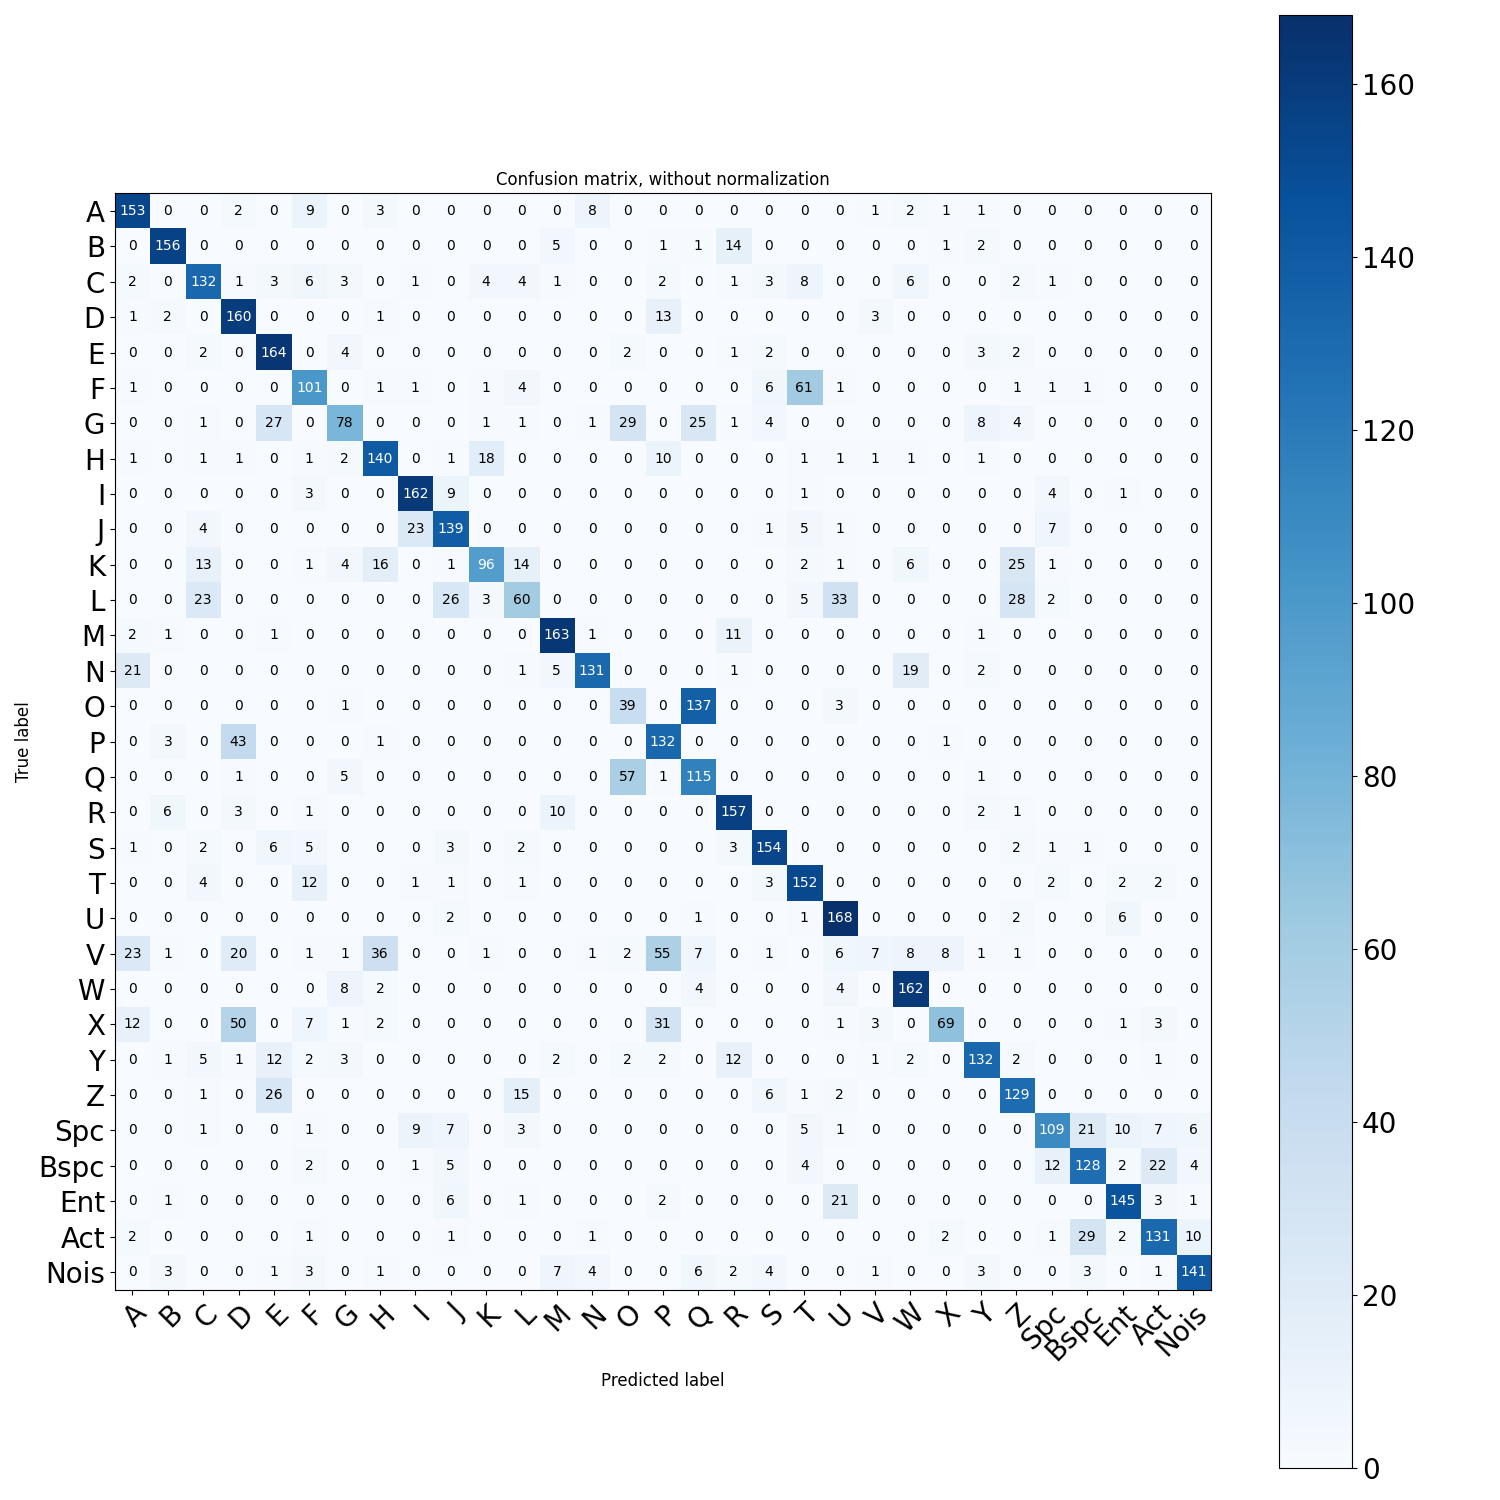 Confusion matrix, without normalization
A 153 0 0 2 0 9 0 3 0 0 0 0 0 8 0 0 0 0 0 0 0 1 2 1 1 0 0 0 0 0 0
B 0 156 0 0 0 0 0 0 0 0 0 0 5 0 0 1 1 14 0 0 0 0 0 1 2 0 0 0 0 0 0
C 2 0 132 1 3 6 3 0 1 0 4 4 1 0 0 2 0 1 3 8 0 0 6 0 0 2 1 0 0 0 0
D 1 2 0 160 0 0 0 1 0 0 0 0 0 0 0 13 0 0 0 0 0 3 0 0 0 0 0 0 0 0 0
E 0 0 2 0 164 0 4 0 0 0 0 0 0 0 2 0 0 1 2 0 0 0 0 0 3 2 0 0 0 0 0
F 1 0 0 0 0 101 0 1 1 0 1 4 0 0 0 0 0 0 6 61 1 0 0 0 0 1 1 1 0 0 0
G 0 0 1 0 27 0 78 0 0 0 1 1 0 1 29 0 25 1 4 0 0 0 0 0 8 4 0 0 0 0 0
H 1 0 1 1 0 1 2 140 0 1 18 0 0 0 0 10 0 0 0 1 1 1 1 0 1 0 0 0 0 0 0
I 0 0 0 0 0 3 0 0 162 9 0 0 0 0 0 0 0 0 0 1 0 0 0 0 0 0 4 0 1 0 0
J 0 0 4 0 0 0 0 0 23 139 0 0 0 0 0 0 0 0 1 5 1 0 0 0 0 0 7 0 0 0 0
K 0 0 13 0 0 1 4 16 0 1 96 14 0 0 0 0 0 0 0 2 1 0 6 0 0 25 1 0 0 0 0
L 0 0 23 0 0 0 0 0 0 26 3 60 0 0 0 0 0 0 0 5 33 0 0 0 0 28 2 0 0 0 0
M 2 1 0 0 1 0 0 0 0 0 0 0 163 1 0 0 0 11 0 0 0 0 0 0 1 0 0 0 0 0 0
N 21 0 0 0 0 0 0 0 0 0 0 1 5 131 0 0 0 1 0 0 0 0 19 0 2 0 0 0 0 0 0
O 0 0 0 0 0 0 1 0 0 0 0 0 0 0 39 0 137 0 0 0 3 0 0 0 0 0 0 0 0 0 0
P 0 3 0 43 0 0 0 1 0 0 0 0 0 0 0 132 0 0 0 0 0 0 0 1 0 0 0 0 0 0 0
Q 0 0 0 1 0 0 5 0 0 0 0 0 0 0 57 1 115 0 0 0 0 0 0 0 1 0 0 0 0 0 0
R 0 6 0 3 0 1 0 0 0 0 0 0 10 0 0 0 0 157 0 0 0 0 0 0 2 1 0 0 0 0 0
S 1 0 2 0 6 5 0 0 0 3 0 2 0 0 0 0 0 3 154 0 0 0 0 0 0 2 1 1 0 0 0
T 0 0 4 0 0 12 0 0 1 1 0 1 0 0 0 0 0 0 3 152 0 0 0 0 0 0 2 0 2 2 0
U 0 0 0 0 0 0 0 0 0 2 0 0 0 0 0 0 1 0 0 1 168 0 0 0 0 2 0 0 6 0 0
V 23 1 0 20 0 1 1 36 0 0 1 0 0 1 2 55 7 0 1 0 6 7 8 8 1 1 0 0 0 0 0
W 0 0 0 0 0 0 8 2 0 0 0 0 0 0 0 0 4 0 0 0 4 0 162 0 0 0 0 0 0 0 0
X 12 0 0 50 0 7 1 2 0 0 0 0 0 0 0 31 0 0 0 0 1 3 0 69 0 0 0 0 1 3 0
Y 0 1 5 1 12 2 3 0 0 0 0 0 2 0 2 2 0 12 0 0 0 1 2 0 132 2 0 0 0 1 0
Z 0 0 1 0 26 0 0 0 0 0 0 15 0 0 0 0 0 0 6 1 2 0 0 0 0 129 0 0 0 0 0
Spc 0 0 1 0 0 1 0 0 9 7 0 3 0 0 0 0 0 0 0 5 1 0 0 0 0 0 109 21 10 7 6
Bspc 0 0 0 0 0 2 0 0 1 5 0 0 0 0 0 0 0 0 0 4 0 0 0 0 0 0 12 128 2 22 4
Ent 0 1 0 0 0 0 0 0 0 6 0 1 0 0 0 2 0 0 0 0 21 0 0 0 0 0 0 0 145 3 1
Act 2 0 0 0 0 1 0 0 0 1 0 0 0 1 0 0 0 0 0 0 0 0 0 2 0 0 1 29 2 131 10
Nois 0 3 0 0 1 3 0 1 0 0 0 0 7 4 0 0 6 2 4 0 0 1 0 0 3 0 0 3 0 1 141
A B C D E F G H I J K L M N O P Q R S T U V W X Y Z Spc Bspc Ent Act Nois
Predicted label
True label
160
140
120
100
80
60
40
20
0